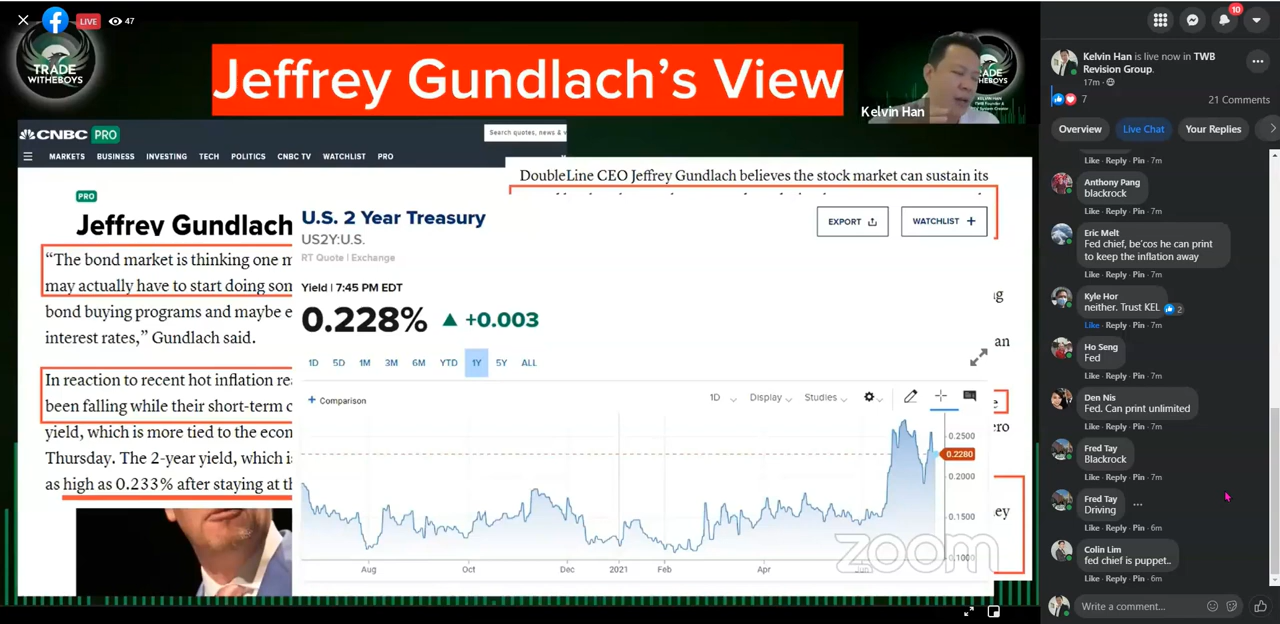 LIVE
47
TRADE
WITHEBOYS
Jeffrey Gundlach's View
Kelvin Han
CNBC PRO
Search quotes, news & v
MARKETS BUSINESS INVESTING TECH POLITICS CNBC TV WATCHLIST PRO
PRO
Jeffrey Gundlach
"The bond market is thinking one m
may actually have to start doing som
bond buying programs and maybe e
interest rates," Gundlach said.
In reaction to recent hot inflation rea
been falling while their short-term c
yield, which is more tied to the econ
Thursday. The 2-year yield, which is
as high as 0.233% after staying at th
DoubleLine CEO Jeffrey Gundlach believes the stock market can sustain its
U.S. 2 Year Treasury
US2Y:U.S.
RT Quote | Exchange
EXPORT
WATCHLIST +
Yield | 7:45 PM EDT
0.228% ▲ +0.003
1D 5D 1M 3M 6M YTD 1Y 5Y ALL
+ Comparison
1D Display Studies
0.2500
0.2280
0.2000
0.1500
0.1000
Aug Oct Dec 2021 Feb Apr Jun
zoom
10
Kelvin Han is live now in TWB
Revision Group.
17m
7
21 Comments
Overview Live Chat Your Replies
Like · Reply · Pin · 7m
Anthony Pang
blackrock
Like · Reply · Pin · 7m
Eric Melt
Fed chief, be'cos he can print
to keep the inflation away
Like · Reply · Pin · 7m
Kyle Hor
neither. Trust KEL
2
Like · Reply · Pin · 7m
Ho Seng
Fed
Like · Reply · Pin · 7m
Den Nis
Fed. Can print unlimited
Like · Reply · Pin · 7m
Fred Tay
Blackrock
Like · Reply · Pin · 7m
Fred Tay
Driving
Like · Reply · Pin · 6m
Colin Lim
fed chief is puppet..
Like · Reply · Pin · 6m
Write a comment...